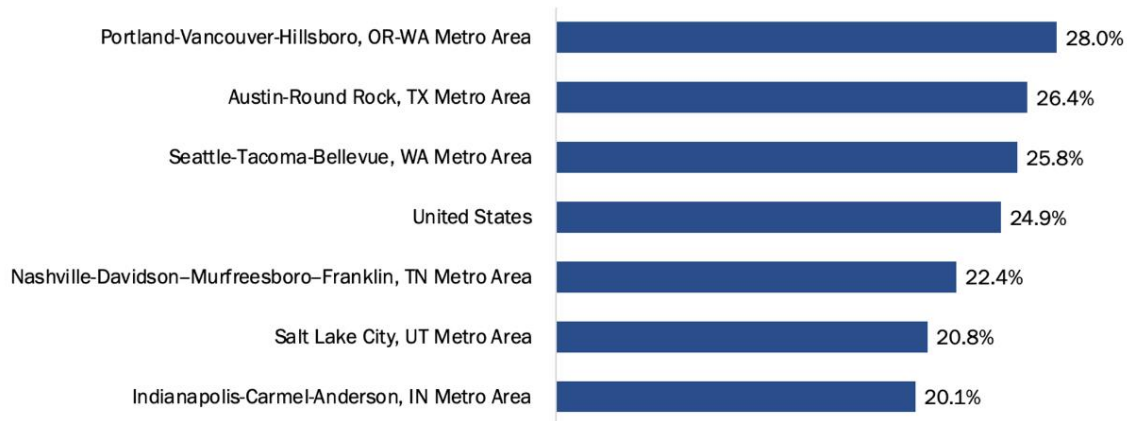 Portland-Vancouver-Hillsboro, OR-WA Metro Area 28.0%
Austin-Round Rock, TX Metro Area 26.4%
Seattle-Tacoma-Bellevue, WA Metro Area 25.8%
United States 24.9%
Nashville-Davidson–Murfreesboro–Franklin, TN Metro Area 22.4%
Salt Lake City, UT Metro Area 20.8%
Indianapolis-Carmel-Anderson, IN Metro Area 20.1%